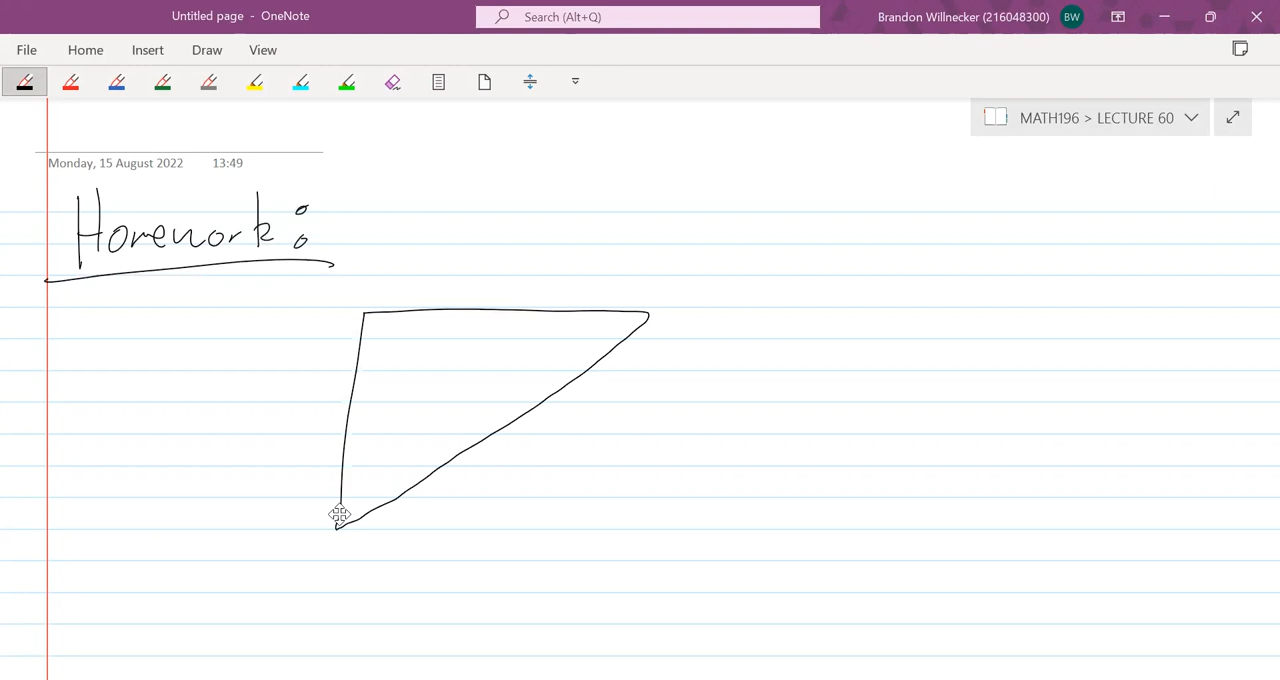 Untitled page - OneNote
Search (Alt+Q)
Brandon Willnecker (216048300)
BW
File
Home
Insert
Draw
View
MATH196 > LECTURE 60
Monday, 15 August 2022
13:49
Homework: